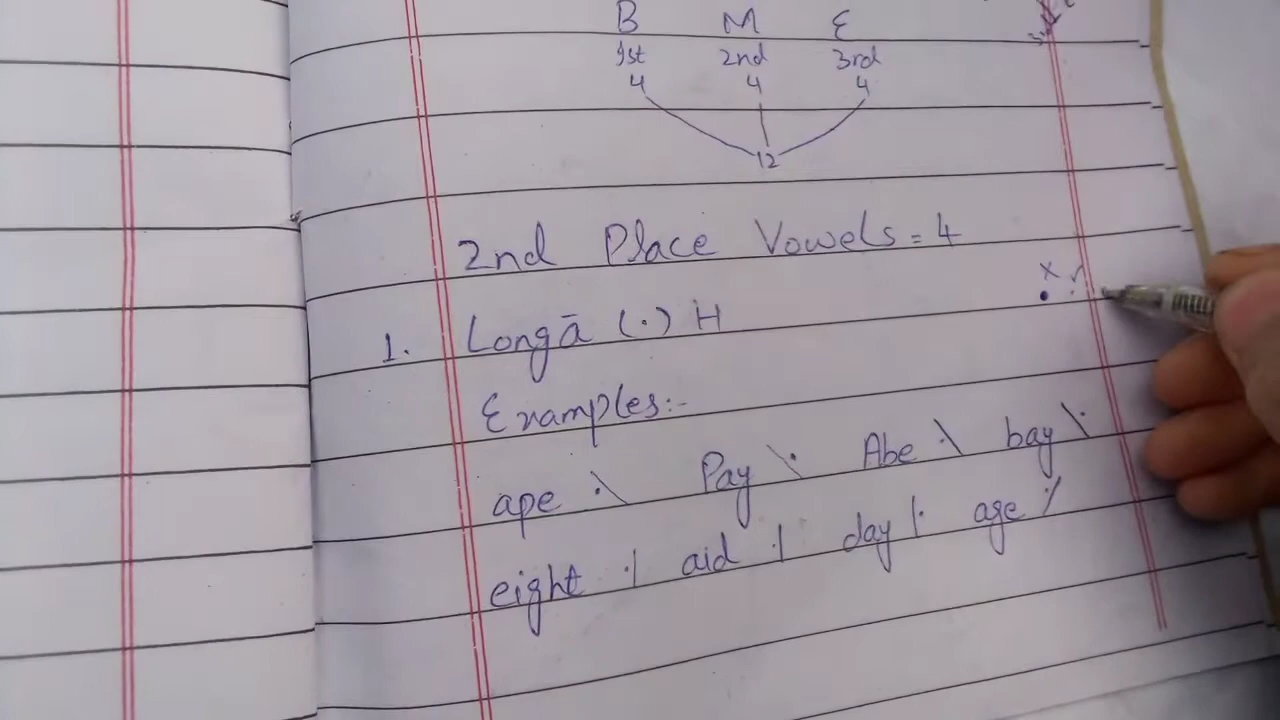 B M E
1st 2nd 3rd
4 4 4
12
2nd Place Vowels = 4
x
1. Long ā (.) H
Examples:-
ape .\ Pay \. Abe .\ bay \.
eight .| aid .| day |. age ./